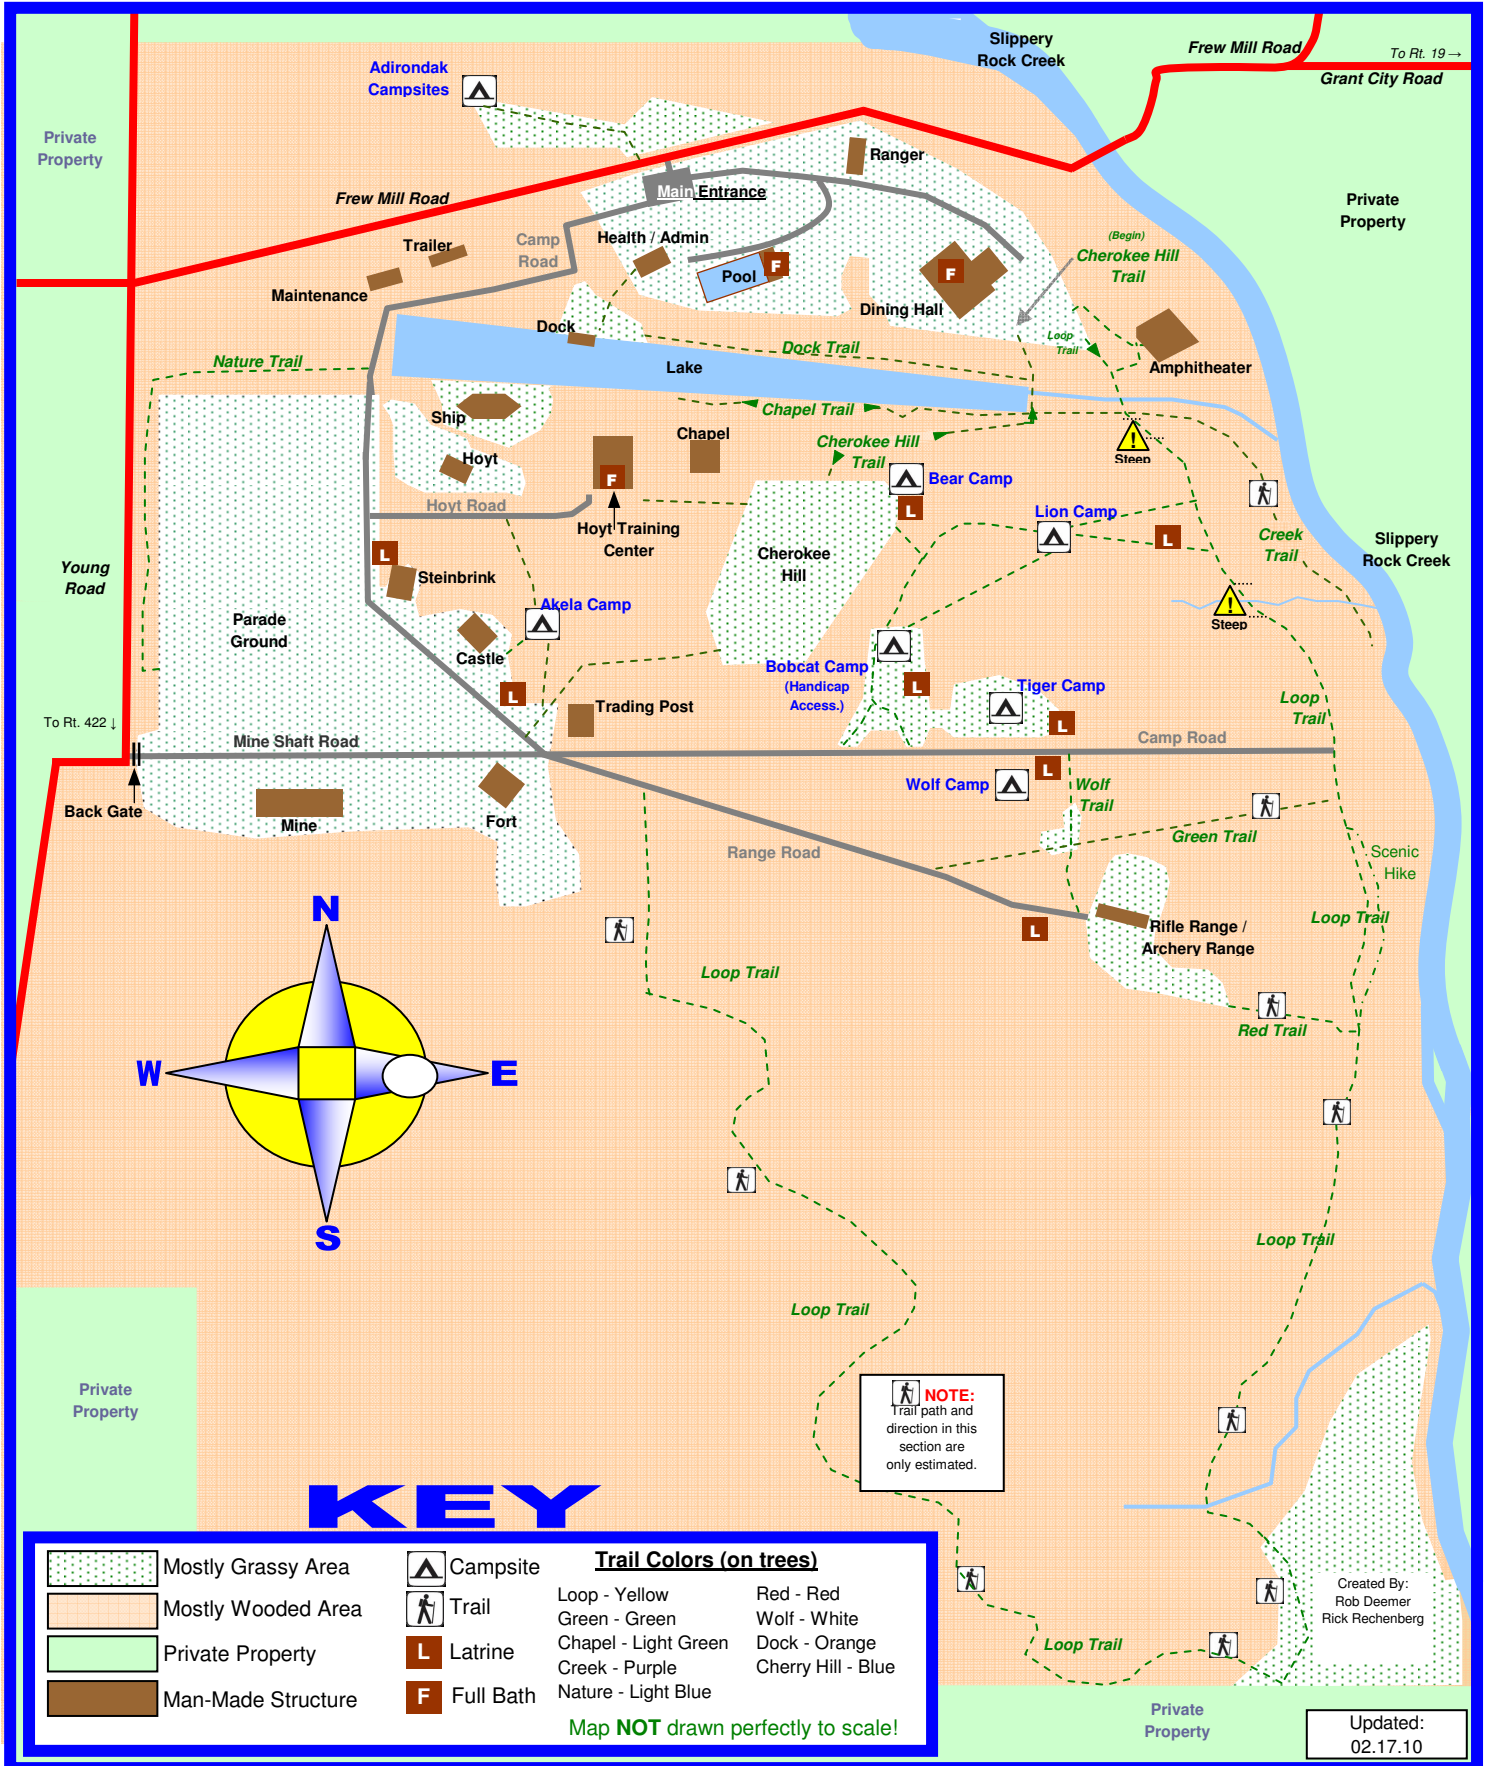 Slippery
Rock Creek
Frew Mill Road
To Rt. 19 →
Grant City Road
Adirondak
Campsites
Private
Property
Ranger
Main Entrance
Private
Property
Frew Mill Road
Trailer
Camp
Road
Health / Admin
(Begin)
Cherokee Hill
Trail
Maintenance
Pool
F
F
Dining Hall
Dock
Loop
Trail
Nature Trail
Dock Trail
Lake
Amphitheater
Ship
Chapel Trail
Chapel
Cherokee Hill
Trail
!
Steep
Hoyt
F
Bear Camp
L
Hoyt Road
Hoyt Training
Center
Lion Camp
L
Creek
Trail
Slippery
Rock Creek
Cherokee
Hill
L
Young
Road
Steinbrink
Akela Camp
!
Steep
Parade
Ground
Castle
Bobcat Camp
(Handicap
Access.)
L
Tiger Camp
L
L
Trading Post
Loop
Trail
To Rt. 422 ↓
Mine Shaft Road
Camp Road
L
Wolf Camp
Wolf
Trail
Back Gate
Mine
Fort
Green Trail
Range Road
Scenic
Hike
Loop Trail
L
Rifle Range /
Archery Range
N
Loop Trail
Red Trail
W
E
S
Loop Trail
Loop Trail
Private
Property
NOTE:
Trail path and
direction in this
section are
only estimated.
KEY
Mostly Grassy Area
Mostly Wooded Area
Private Property
Man-Made Structure
Campsite
Trail
L Latrine
F Full Bath
Trail Colors (on trees)
Loop - Yellow
Green - Green
Chapel - Light Green
Creek - Purple
Nature - Light Blue
Red - Red
Wolf - White
Dock - Orange
Cherry Hill - Blue
Map NOT drawn perfectly to scale!
Loop Trail
Created By:
Rob Deemer
Rick Rechenberg
Private
Property
Updated:
02.17.10